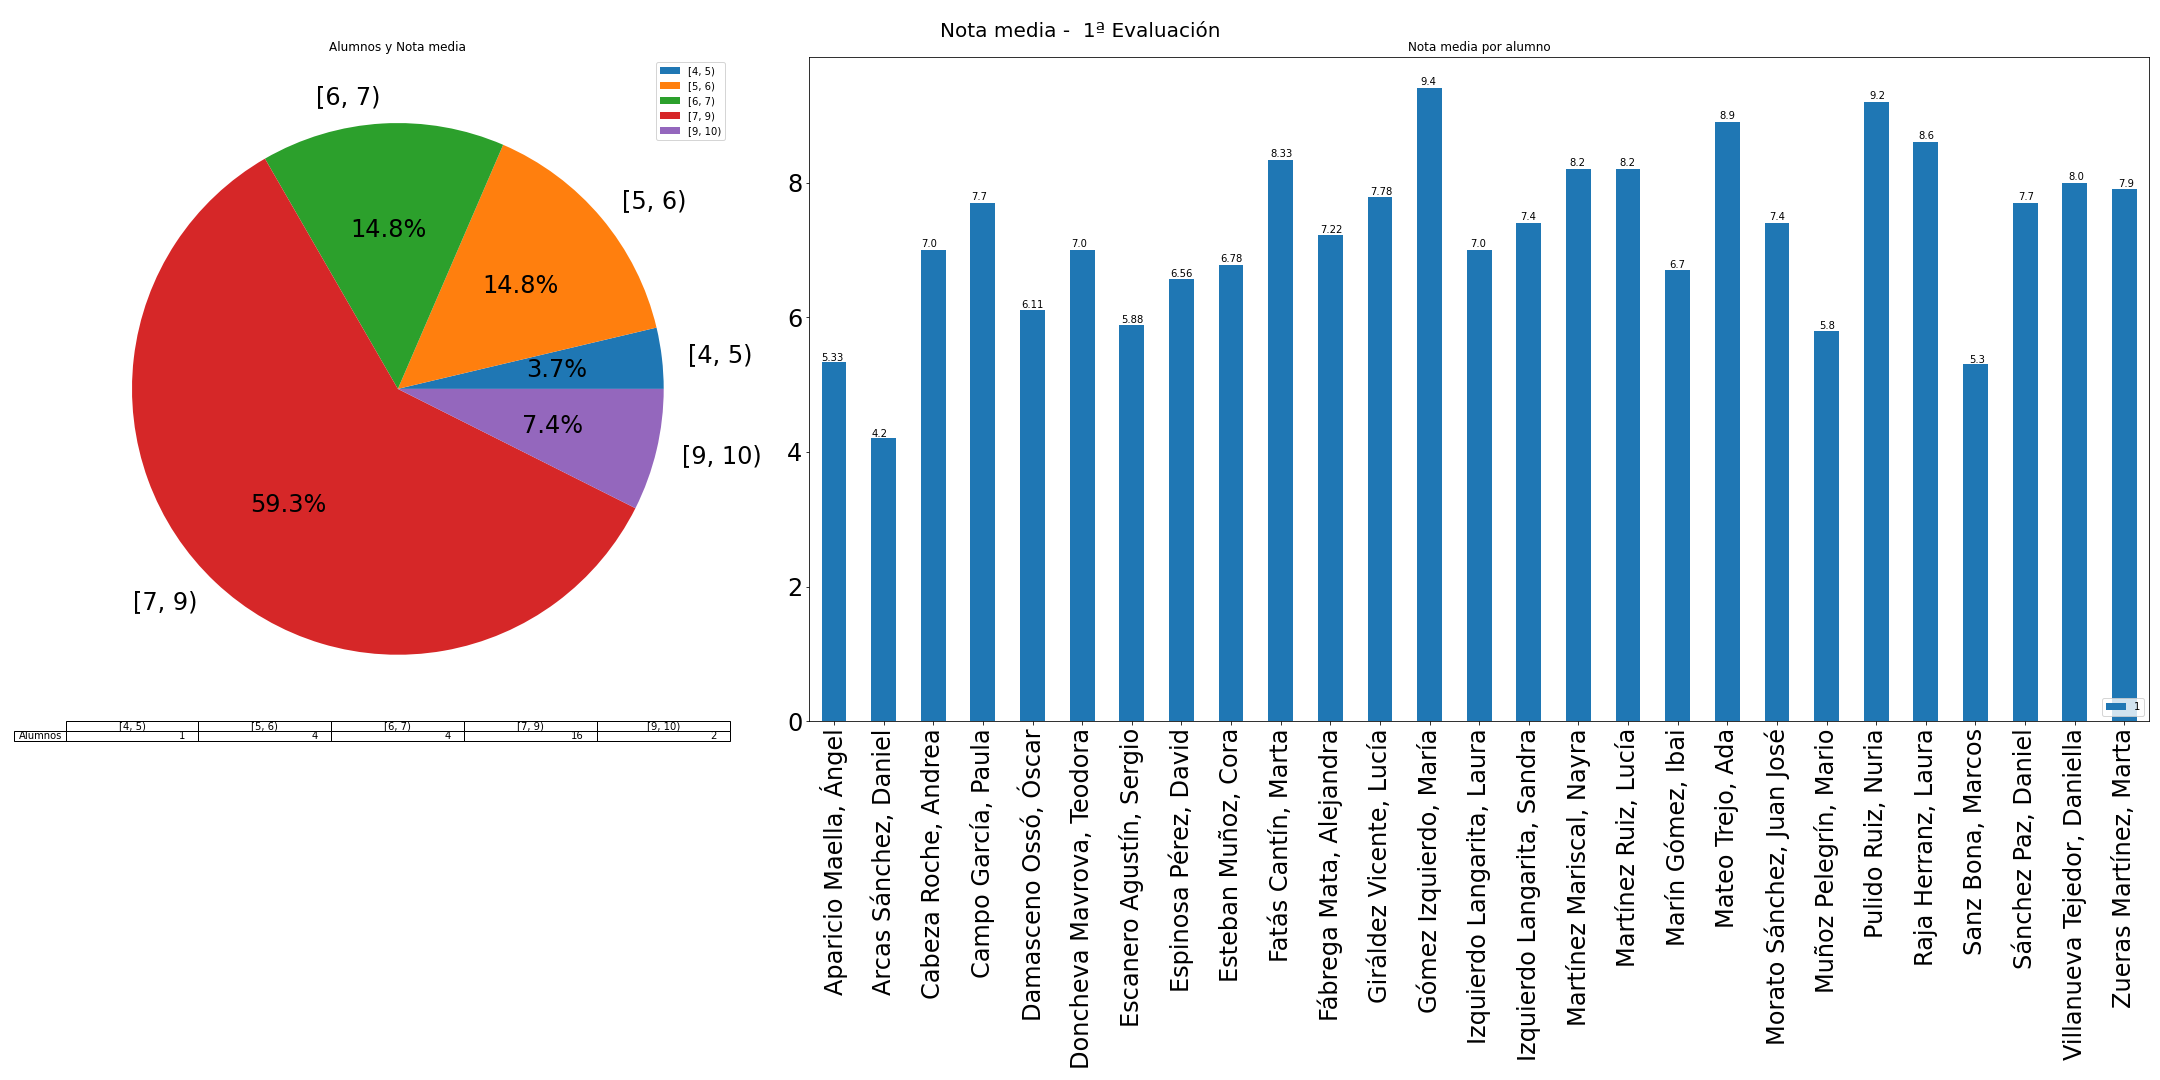 Nota media -  1ª Evaluación
Alumnos y Nota media
[4, 5)
[5, 6)
[6, 7)
[7, 9)
[9, 10)
[6, 7)
[5, 6)
[4, 5)
[9, 10)
[7, 9)
14.8%
14.8%
3.7%
7.4%
59.3%
[4, 5) [5, 6) [6, 7) [7, 9) [9, 10)
Alumnos 1 4 4 16 2
Nota media por alumno
8
6
4
2
0
5.33
4.2
7.0
7.7
6.11
7.0
5.88
6.56
6.78
8.33
7.22
7.78
9.4
7.0
7.4
8.2
8.2
6.7
8.9
7.4
5.8
9.2
8.6
5.3
7.7
8.0
7.9
1
Aparicio Maella, Ángel
Arcas Sánchez, Daniel
Cabeza Roche, Andrea
Campo García, Paula
Damasceno Ossó, Óscar
Doncheva Mavrova, Teodora
Escanero Agustín, Sergio
Espinosa Pérez, David
Esteban Muñoz, Cora
Fatás Cantín, Marta
Fábrega Mata, Alejandra
Giráldez Vicente, Lucía
Gómez Izquierdo, María
Izquierdo Langarita, Laura
Izquierdo Langarita, Sandra
Martínez Mariscal, Nayra
Martínez Ruiz, Lucía
Marín Gómez, Ibai
Mateo Trejo, Ada
Morato Sánchez, Juan José
Muñoz Pelegrín, Mario
Pulido Ruiz, Nuria
Raja Herranz, Laura
Sanz Bona, Marcos
Sánchez Paz, Daniel
Villanueva Tejedor, Daniella
Zueras Martínez, Marta